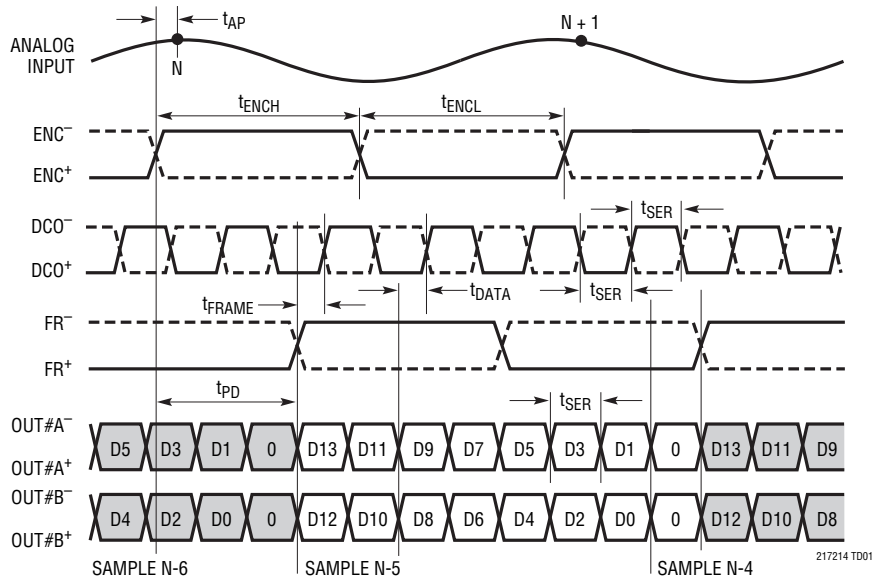 tAP
N + 1
ANALOG
INPUT
N
tENCH
tENCL
ENC–
ENC+
DCO–
tSER
DCO+
tFRAME
tDATA
tSER
FR–
FR+
tPD
tSER
OUT#A–
D5 D3 D1 0 D13 D11 D9 D7 D5 D3 D1 0 D13 D11 D9
OUT#A+
OUT#B–
D4 D2 D0 0 D12 D10 D8 D6 D4 D2 D0 0 D12 D10 D8
OUT#B+
217214 TD01
SAMPLE N-6 SAMPLE N-5 SAMPLE N-4